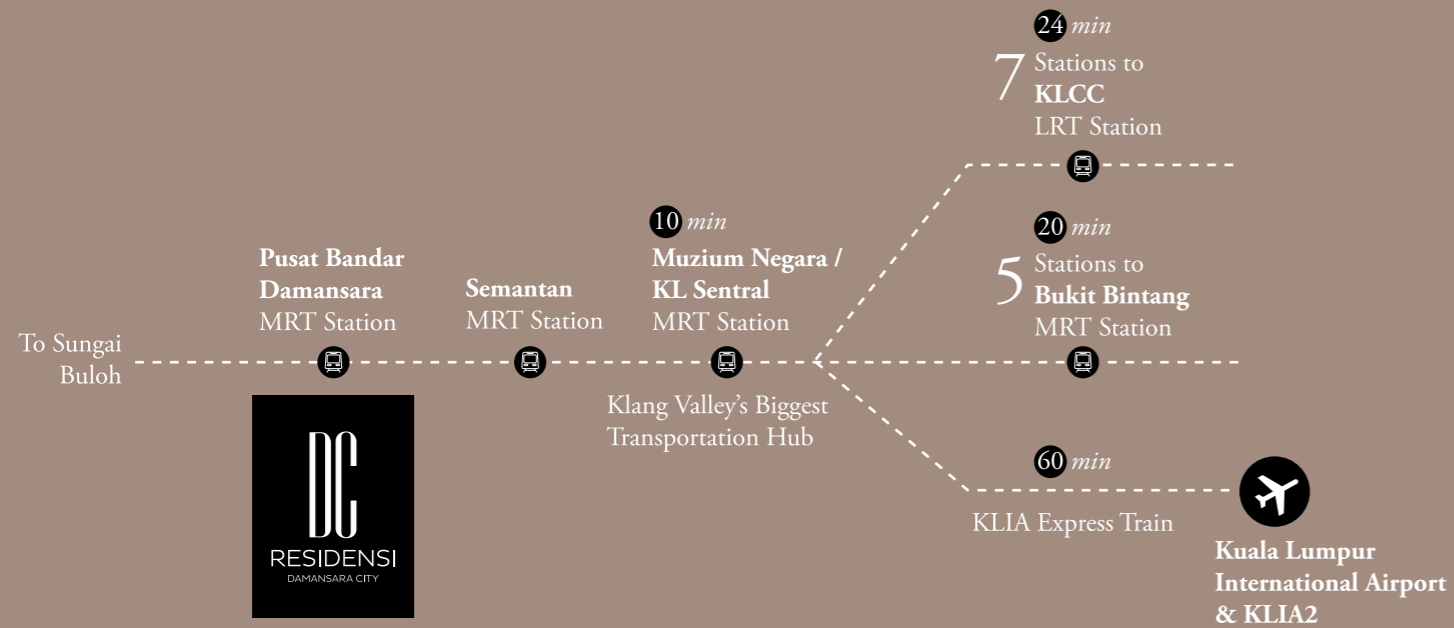 24 min
7
Stations to
KLCC
LRT Station
20 min
5
Stations to
Bukit Bintang
MRT Station
10 min
Muzium Negara /
KL Sentral
MRT Station
Pusat Bandar
Damansara
MRT Station
Semantan
MRT Station
To Sungai
Buloh
Klang Valley's Biggest
Transportation Hub
DC
RESIDENSI
DAMANSARA CITY
60 min
KLIA Express Train
Kuala Lumpur
International Airport
& KLIA2